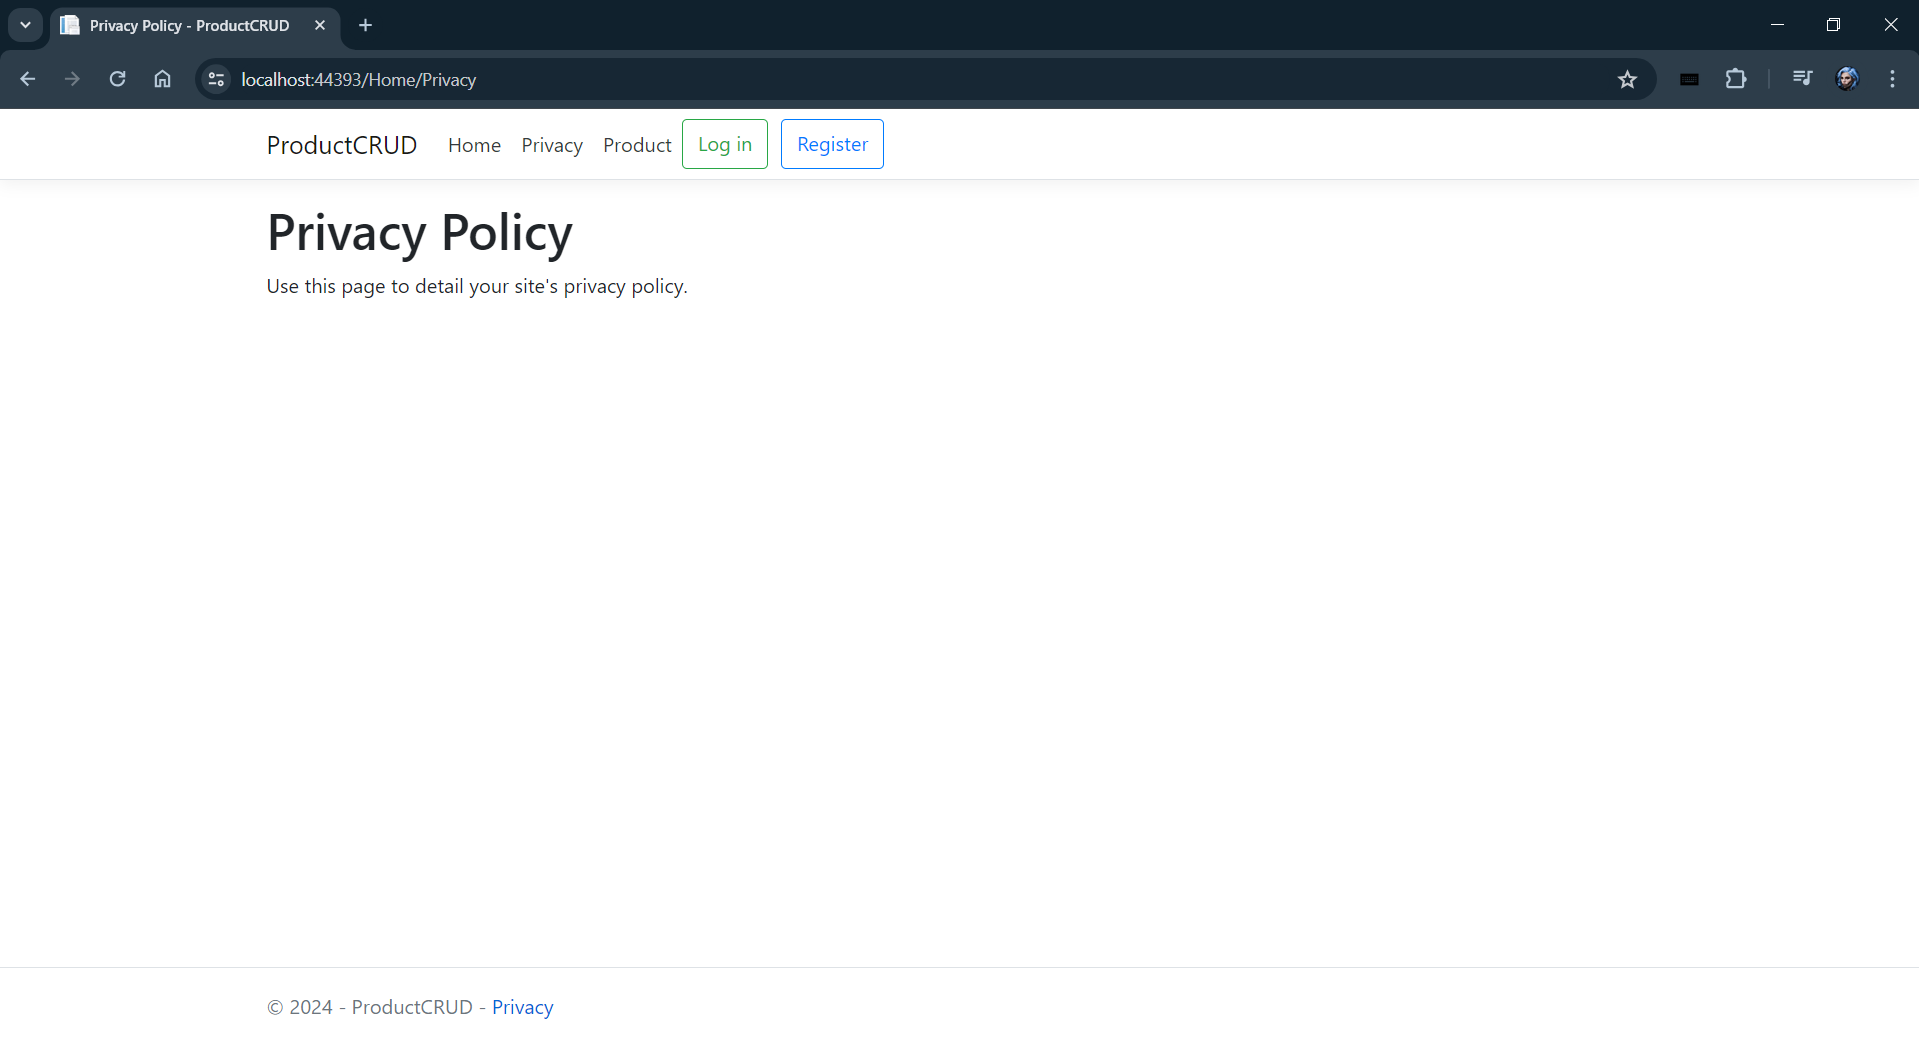 Privacy Policy - ProductCRUD
localhost:44393/Home/Privacy
ProductCRUD Home Privacy Product Log in Register
Privacy Policy
Use this page to detail your site's privacy policy.
© 2024 - ProductCRUD - Privacy